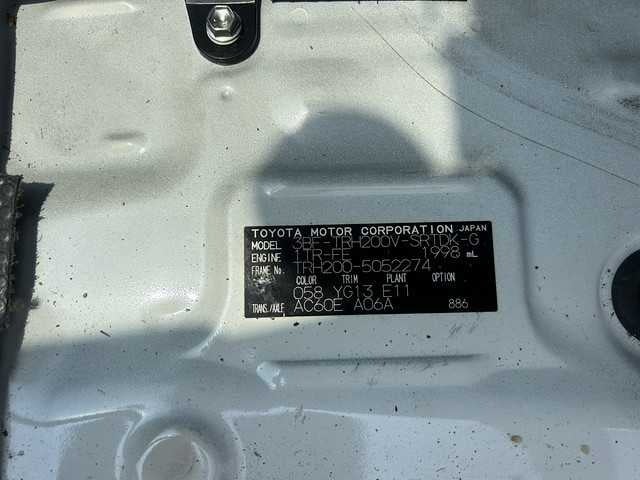 TOYOTA MOTOR CORPORATION JAPAN
MODEL 3BF-TRH200V-SRTDK-G
ENGINE 1TR-FE 1998 mL
FRAME No. TRH200-5052274
COLOR TRIM PLANT OPTION
058 YG13 E11
TRANS./AXLE AC60E A06A 886